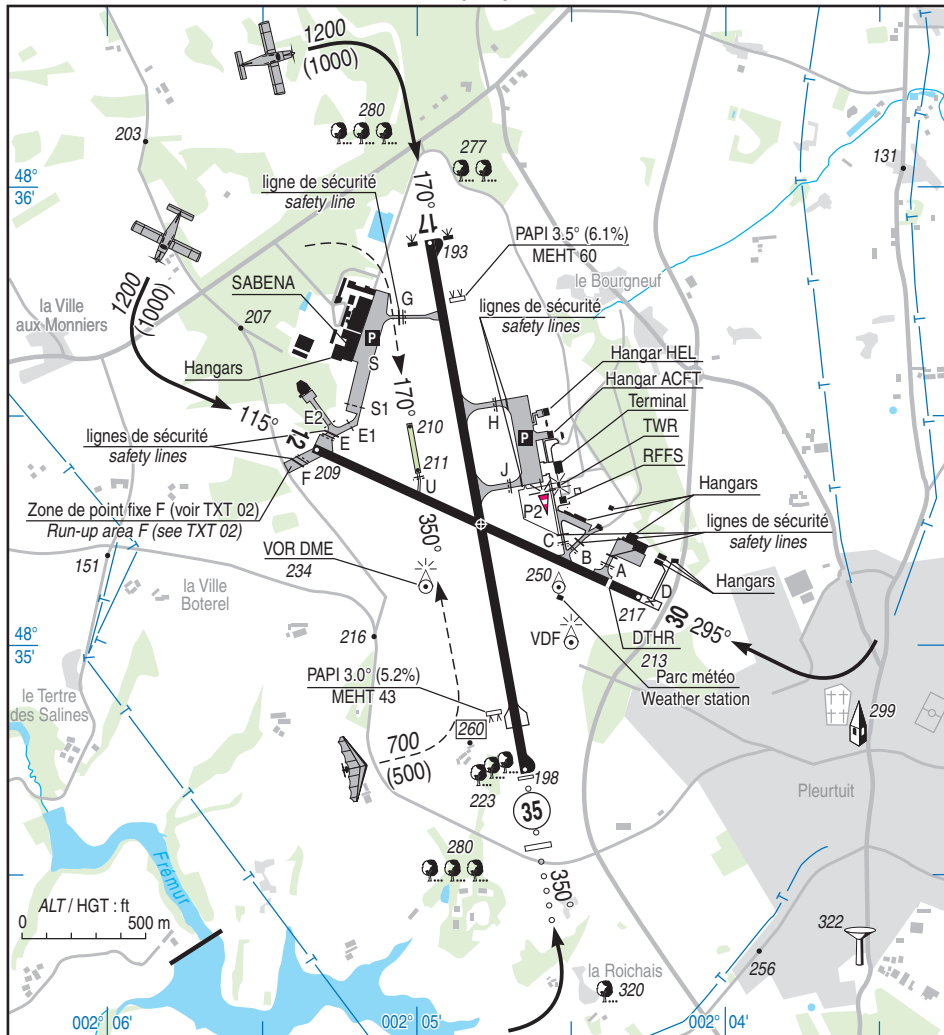 1200
(1000)
280
203
277
131
48°
36'
ligne de sécurité
safety line
170°
17
193
PAPI 3.5° (6.1%)
MEHT 60
le Bourgneuf
SABENA
1200
(1000)
la Ville
aux Monniers
207
G
lignes de sécurité
safety lines
P
Hangars
S
Hangar HEL
Hangar ACFT
Terminal
TWR
RFFS
170°
S1
H
E2
E1
E
115°
12
210
P
lignes de sécurité
safety lines
209
F
211
U
J
P2
Hangars
Zone de point fixe F (voir TXT 02)
Run-up area F (see TXT 02)
350°
C
B
A
lignes de sécurité
safety lines
VOR DME
234
151
250
D
Hangars
la Ville
Boterel
217
30
295°
216
VDF
DTHR
213
48°
35'
Parc météo
Weather station
PAPI 3.0° (5.2%)
MEHT 43
le Tertre
des Salines
299
260
700
(500)
198
223
35
Pleurtuit
280
350°
Frémur
ALT / HGT : ft
0
500 m
322
256
la Roichais
320
002° 06'
002° 05'
002° 04'
T
T
T
T
T
T
T
T
T
T
T
T
T